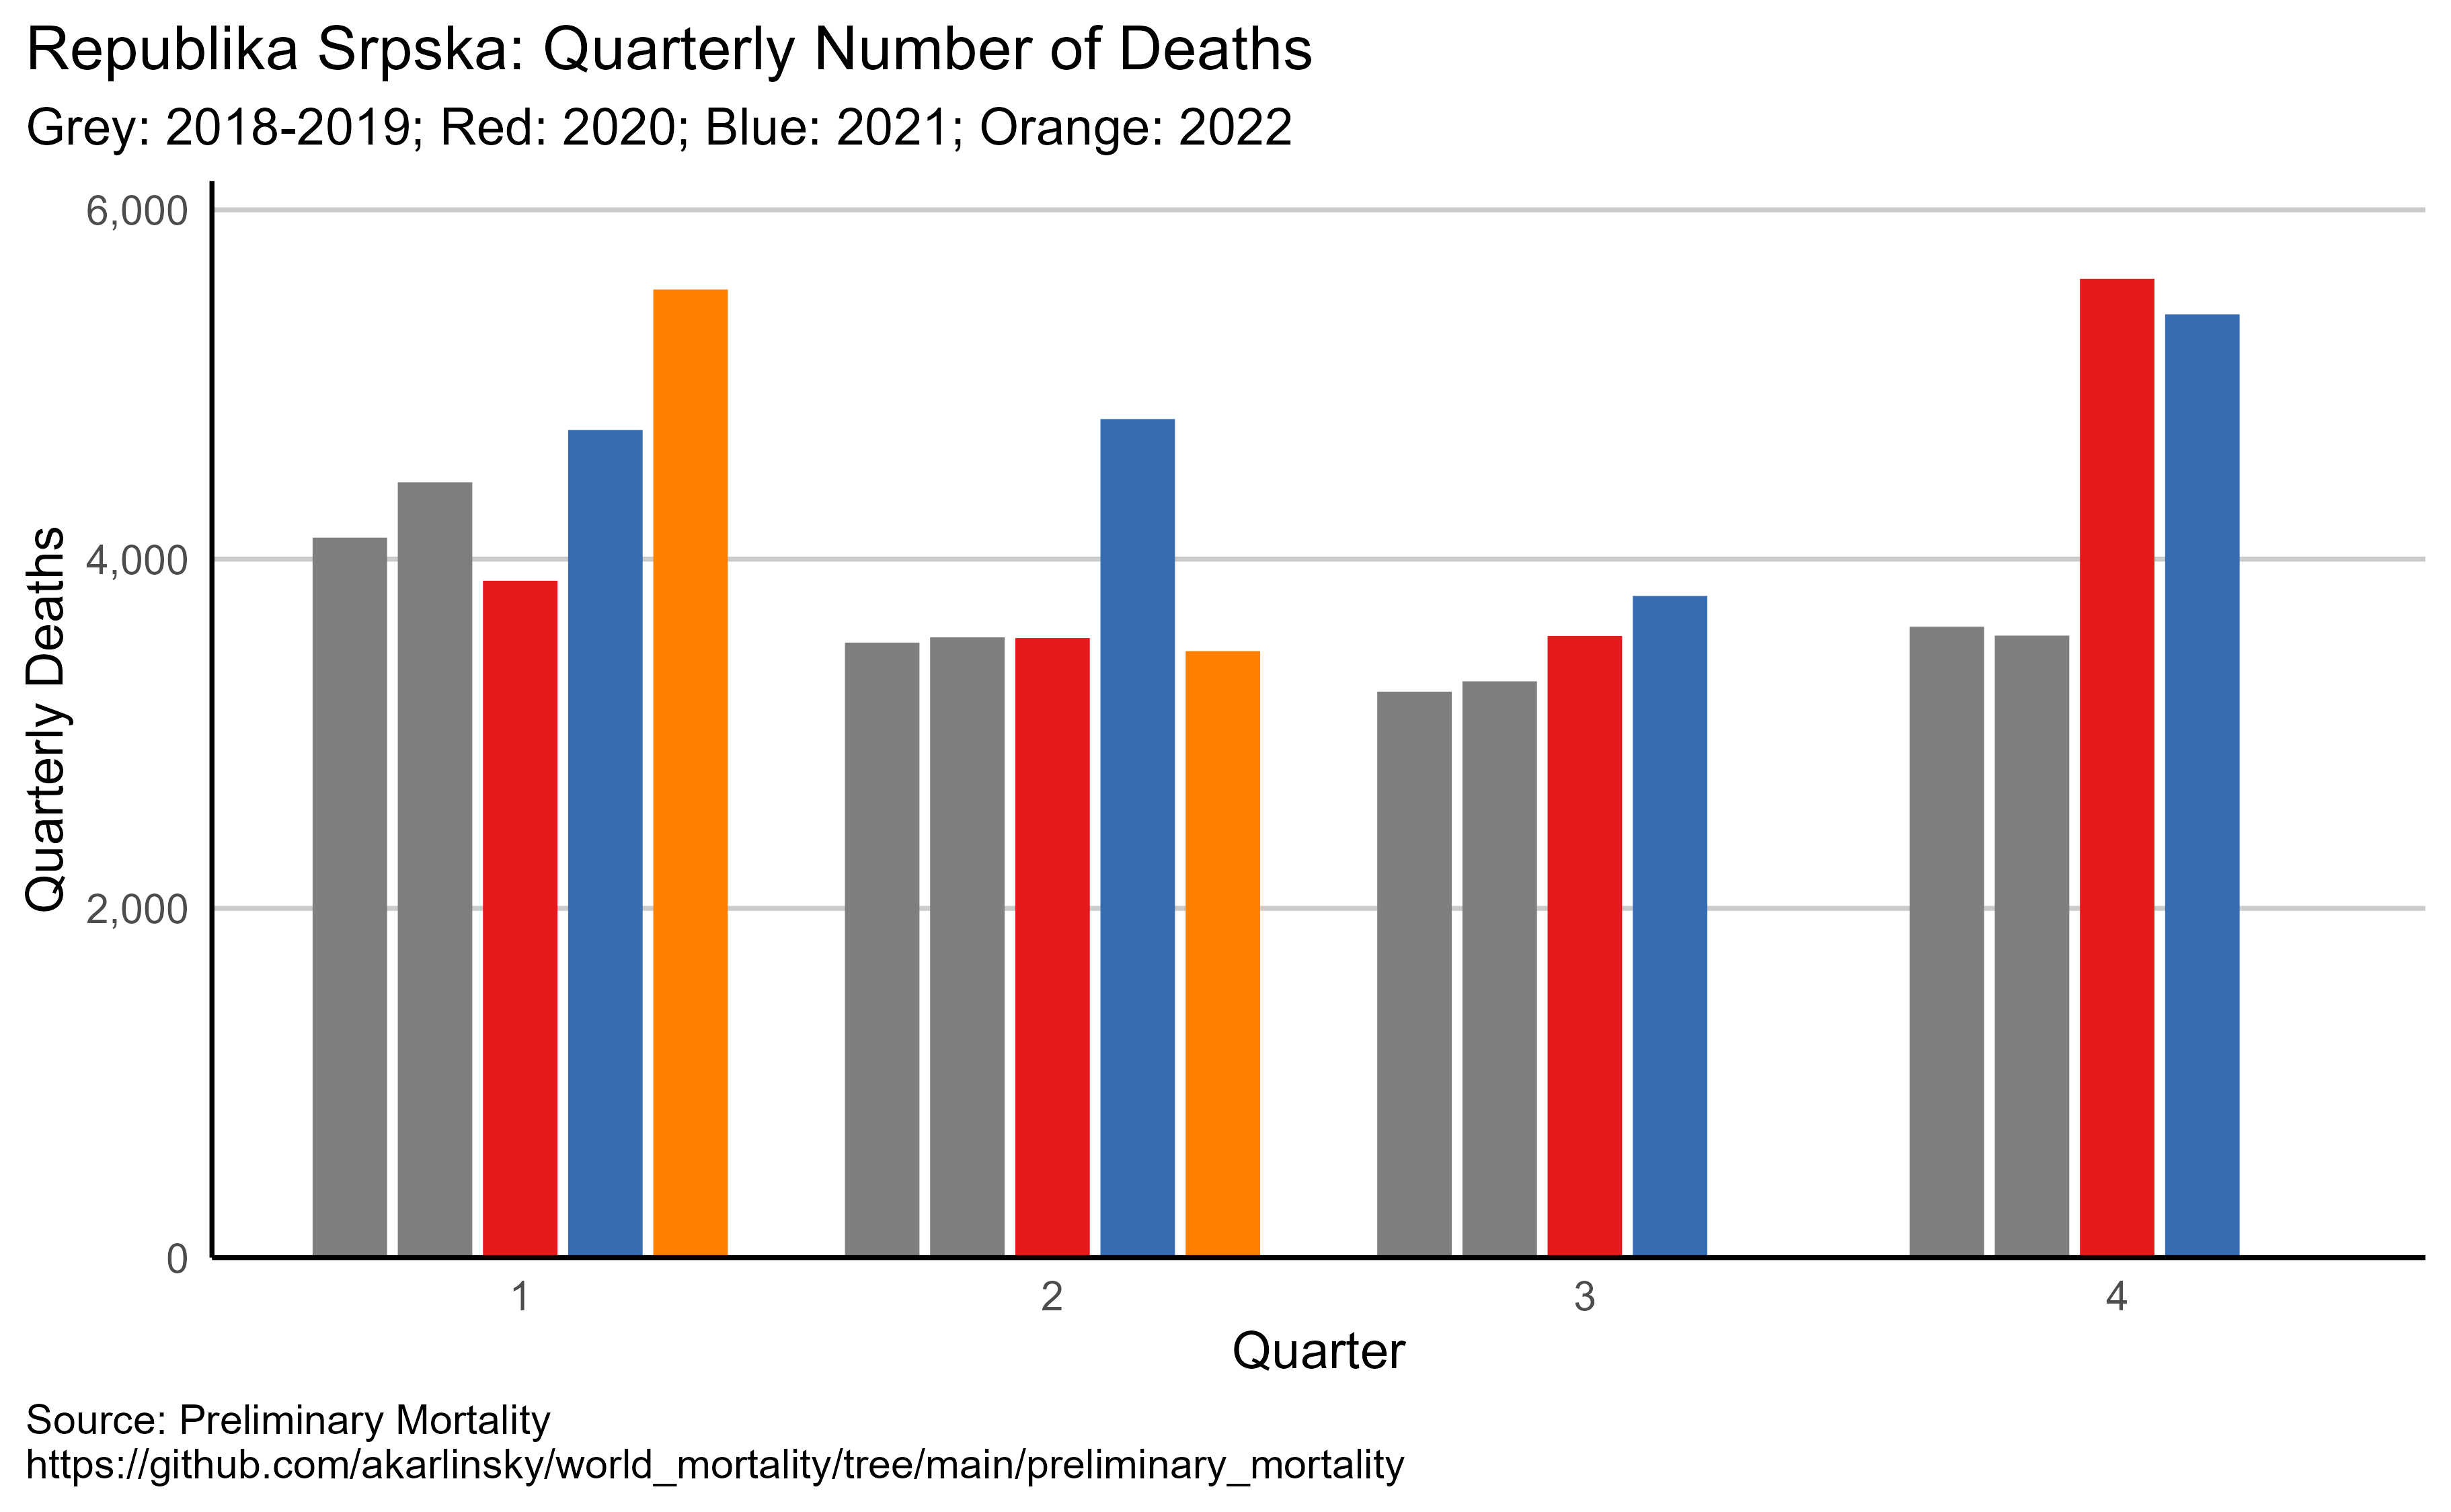 Republika Srpska: Quarterly Number of Deaths
Grey: 2018-2019; Red: 2020; Blue: 2021; Orange: 2022
6,000
4,000
2,000
0
Quarterly Deaths
1 2 3 4
Quarter
Source: Preliminary Mortality
https://github.com/akarlinsky/world_mortality/tree/main/preliminary_mortality